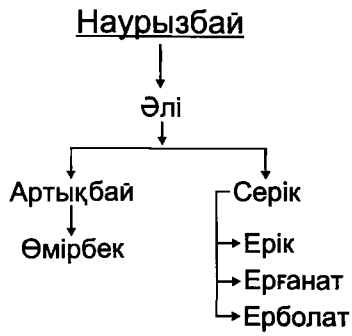 Наурызбай
Әлі
Артықбай Серік
Өмірбек Ерік
Ерғанат
Ерболат